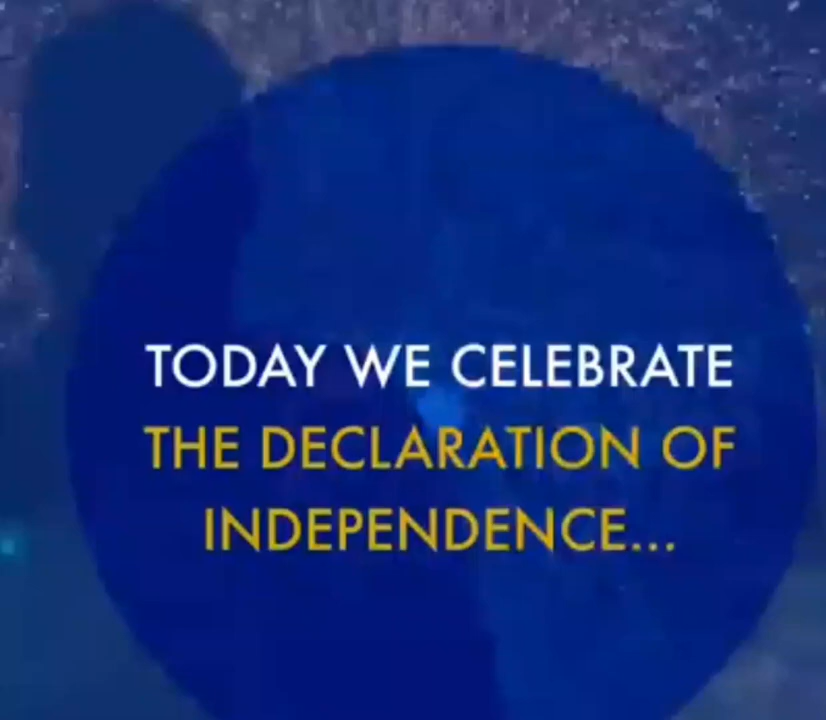 TODAY WE CELEBRATE
THE DECLARATION OF
INDEPENDENCE...